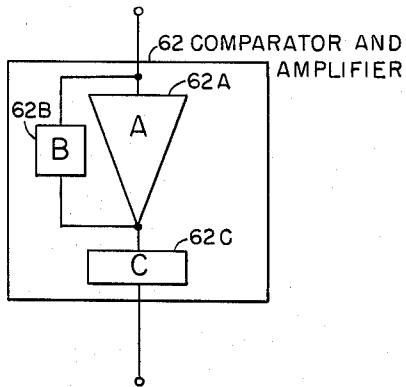 62 COMPARATOR AND
AMPLIFIER
62A
62B
A
B
62C
C